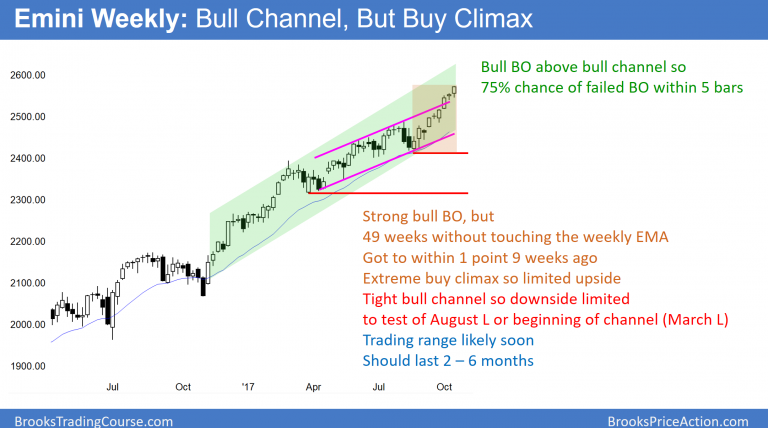 Emini Weekly: Bull Channel, But Buy Climax
Bull BO above bull channel so
75% chance of failed BO within 5 bars
2600.00
2500.00
2400.00
2300.00
2200.00
2100.00
2000.00
1900.00
Strong bull BO, but
49 weeks without touching the weekly EMA
Got to within 1 point 9 weeks ago
Extreme buy climax so limited upside
Tight bull channel so downside limited
to test of August L or beginning of channel (March L)
Trading range likely soon
Should last 2 – 6 months
Jul
Oct
'17
Apr
Jul
Oct
BrooksTradingCourse.com
BrooksPriceAction.com